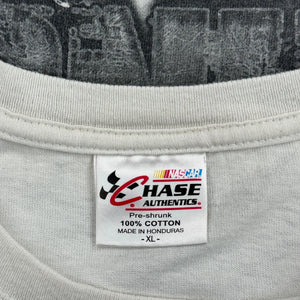 NASCAR
CHASE
AUTHENTICS®
Pre-shrunk
100% COTTON
MADE IN HONDURAS
- XL -